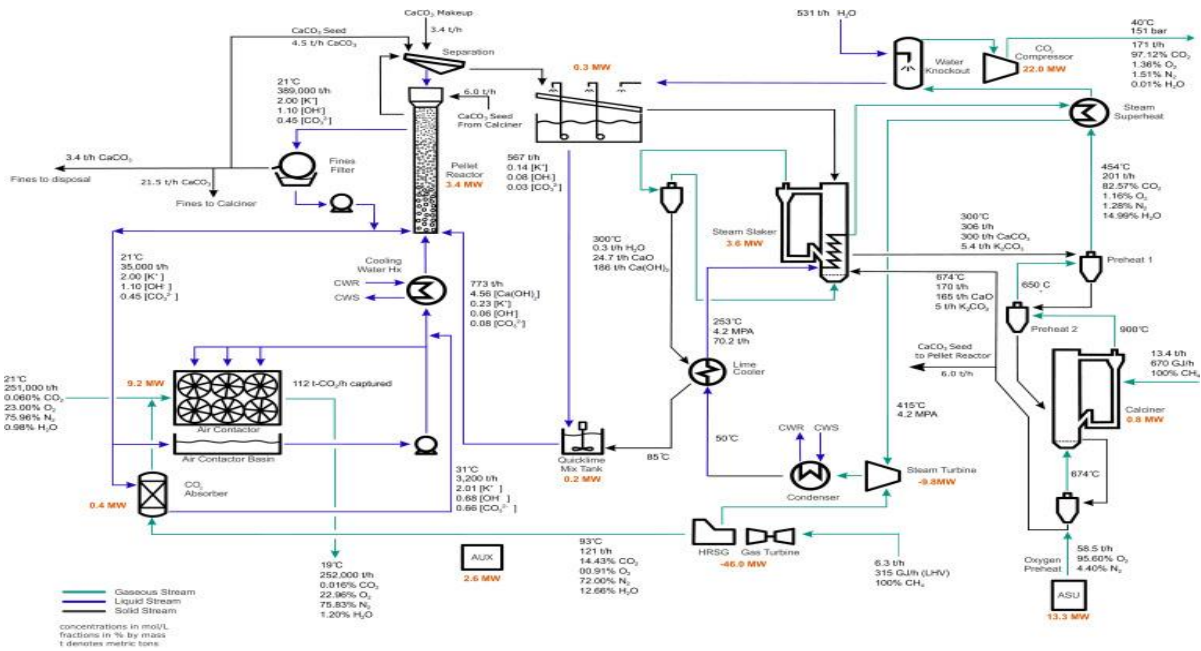 CaCO₃ Makeup
3.4 t/h
CaCO₃ Seed
4.5 t/h CaCO₃
Separation
531 t/h H₂O
40℃
151 bar
171 t/h
97.12% CO₂
1.36% O₂
1.51% N₂
0.01% H₂O
CO₂
Compressor
22.0 MW
Water
Knockout
0.3 MW
21℃
389,000 t/h
2.00 [K⁺]
1.10 [OH⁻]
0.45 [CO₃²⁻]
6.0 t/h
CaCO₃ Seed
From Calciner
Steam
Superheat
3.4 t/h CaCO₃
Fines to disposal
Fines
Filter
21.5 t/h CaCO₃
Fines to Calciner
Pellet
Reactor
3.4 MW
567 t/h
0.14 [K⁺]
0.08 [OH⁻]
0.03 [CO₃²⁻]
454℃
201 t/h
82.57% CO₂
1.16% O₂
1.28% N₂
14.99% H₂O
Steam Slaker
3.6 MW
300℃
306 t/h
300 t/h CaCO₃
5.4 t/h K₂CO₃
Preheat 1
300℃
0.3 t/h H₂O
24.7 t/h CaO
186 t/h Ca(OH)₂
21℃
35,000 t/h
2.00 [K⁺]
1.10 [OH⁻]
0.45 [CO₃²⁻]
Cooling
Water Hx
CWR
CWS
773 t/h
4.56 [Ca(OH)₂]
0.23 [K⁺]
0.06 [OH⁻]
0.08 [CO₃²⁻]
674℃
170 t/h
165 t/h CaO
5 t/h K₂CO₃
650 C
Preheat 2
900℃
253℃
4.2 MPA
70.2 t/h
CaCO₃ Seed
to Pellet Reactor
6.0 t/h
13.4 t/h
670 GJ/h
100% CH₄
Lime
Cooler
21℃
251,000 t/h
0.060% CO₂
23.00% O₂
75.96% N₂
0.98% H₂O
9.2 MW
112 t-CO₂/h captured
Air Contactor
Air Contactor Basin
415℃
4.2 MPA
Calciner
0.8 MW
50℃
CWR
CWS
85℃
Condenser
Steam Turbine
-9.8MW
Quicklime
Mix Tank
0.2 MW
674℃
CO₂
Absorber
0.4 MW
31℃
3,200 t/h
2.01 [K⁺]
0.68 [OH⁻]
0.66 [CO₃²⁻]
HRSG
Gas Turbine
-46.0 MW
93℃
121 t/h
14.43% CO₂
00.91% O₂
72.00% N₂
12.66% H₂O
6.3 t/h
315 GJ/h (LHV)
100% CH₄
Oxygen
Preheat
58.5 t/h
95.60% O₂
4.40% N₂
ASU
13.3 MW
AUX
2.6 MW
19℃
252,000 t/h
0.016% CO₂
22.96% O₂
75.83% N₂
1.20% H₂O
Gaseous Stream
Liquid Stream
Solid Stream
concentrations in mol/L
fractions in % by mass
t denotes metric tons